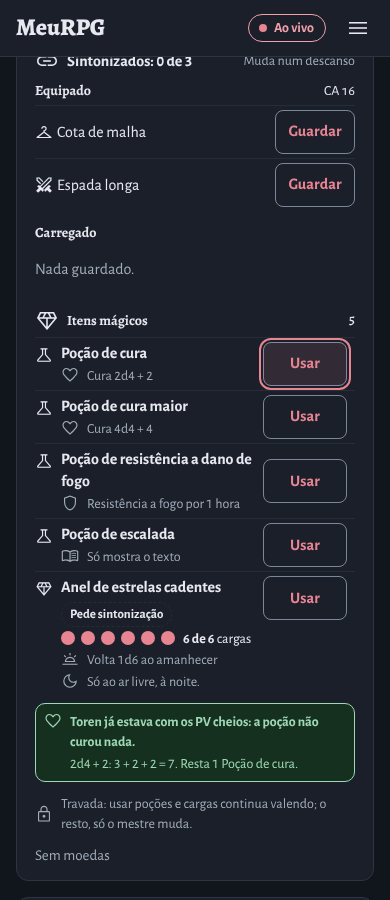 MeuRPG
Ao vivo
Sintonizados: 0 de 3
Muda num descanso
Equipado
CA 16
Cota de malha
Guardar
Espada longa
Guardar
Carregado
Nada guardado.
Itens mágicos
5
Poção de cura
Cura 2d4 + 2
Usar
Poção de cura maior
Cura 4d4 + 4
Usar
Poção de resistência a dano de
fogo
Resistência a fogo por 1 hora
Usar
Poção de escalada
Só mostra o texto
Usar
Anel de estrelas cadentes
Usar
Pede sintonização
6 de 6 cargas
Volta 1d6 ao amanhecer
Só ao ar livre, à noite.
Toren já estava com os PV cheios: a poção não
curou nada.
2d4 + 2: 3 + 2 + 2 = 7. Resta 1 Poção de cura.
Travada: usar poções e cargas continua valendo; o
resto, só o mestre muda.
Sem moedas